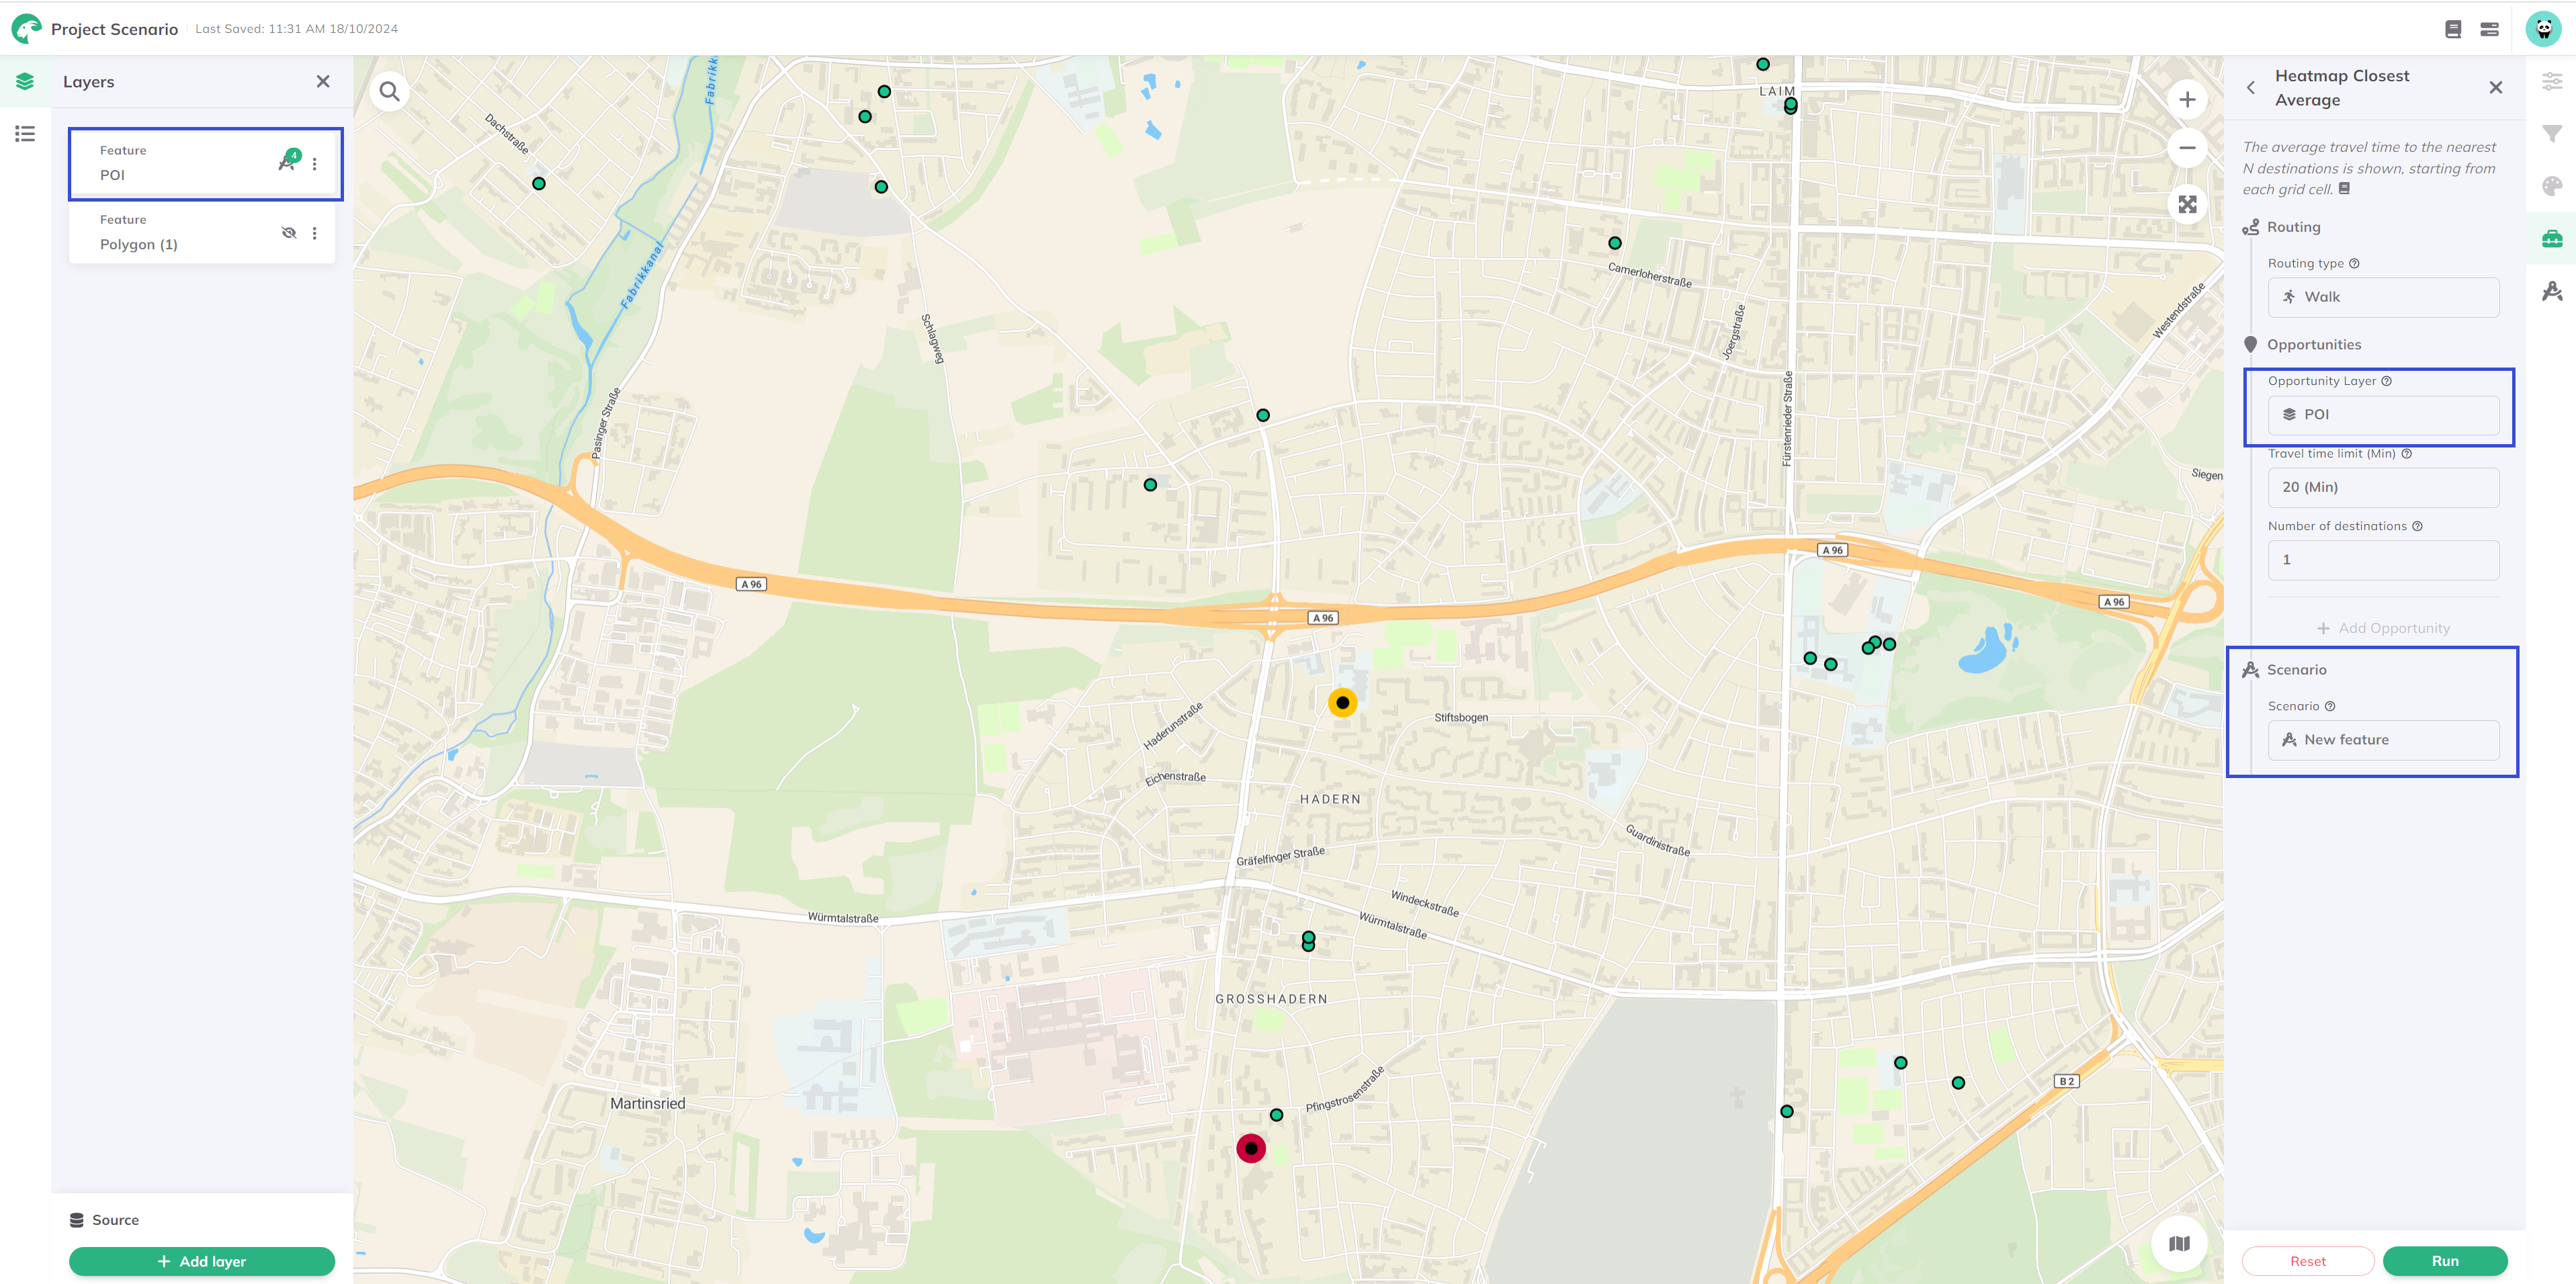 Project Scenario
Last Saved: 11:31 AM 18/10/2024
Layers
Feature
POI
4
Feature
Polygon (1)
Source
+ Add layer
Fabrikk
Dachstraße
Fabrikkanal
Schlagweg
Pasinger Straße
LAIM
Camerloherstraße
Joergstraße
Westendstraße
Fürstenrieder Straße
Siegen
A 96
A 96
A 96
A 96
Haderunstraße
Stiftsbogen
Eichenstraße
HADERN
Guardinistraße
Gräfelfinger Straße
Windeckstraße
Würmtalstraße
Würmtalstraße
GROSSHADERN
Martinsried
Pfingstrosenstraße
B 2
Heatmap Closest
Average
The average travel time to the nearest
N destinations is shown, starting from
each grid cell.
Routing
Routing type
Walk
Opportunities
Opportunity Layer
POI
Travel time limit (Min)
20 (Min)
Number of destinations
1
+ Add Opportunity
Scenario
Scenario
New feature
Reset
Run